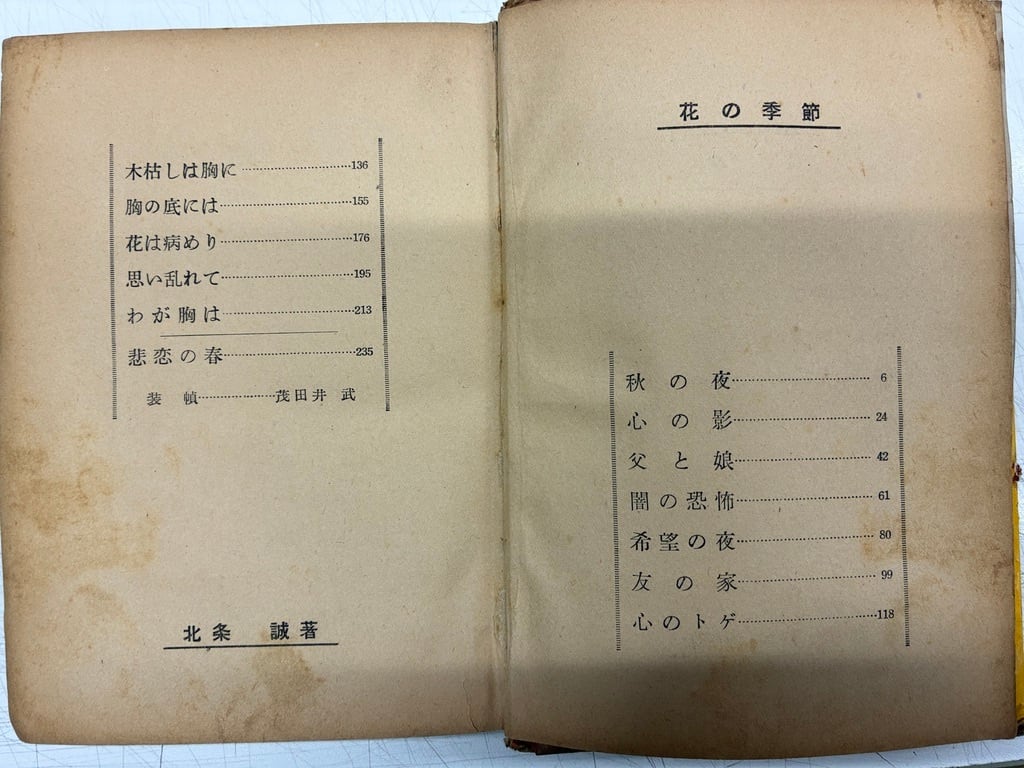 花の季節
秋の夜……………………6
心の影……………………24
父と娘……………………42
闇の恐怖……………………61
希望の夜……………………80
友の家……………………99
心のトゲ……………………118
木枯しは胸に……………………136
胸の底には……………………155
花は病めり……………………176
思い乱れて……………………195
わが胸は……………………213
悲恋の春……………………235
装幀……………茂田井 武
北条 誠著